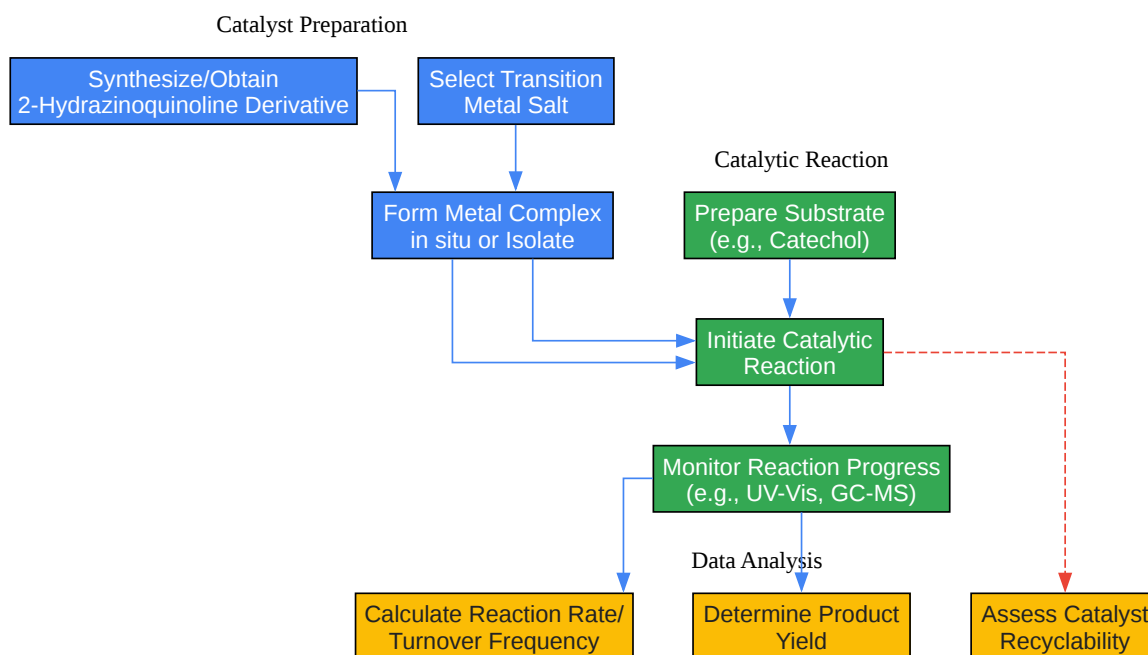 Catalyst Preparation
Synthesize/Obtain
2-Hydrazinoquinoline Derivative
Select Transition
Metal Salt
Catalytic Reaction
Form Metal Complex
in situ or Isolate
Prepare Substrate
(e.g., Catechol)
Initiate Catalytic
Reaction
Monitor Reaction Progress
(e.g., UV-Vis, GC-MS)
Data Analysis
Calculate Reaction Rate/
Turnover Frequency
Determine Product
Yield
Assess Catalyst
Recyclability